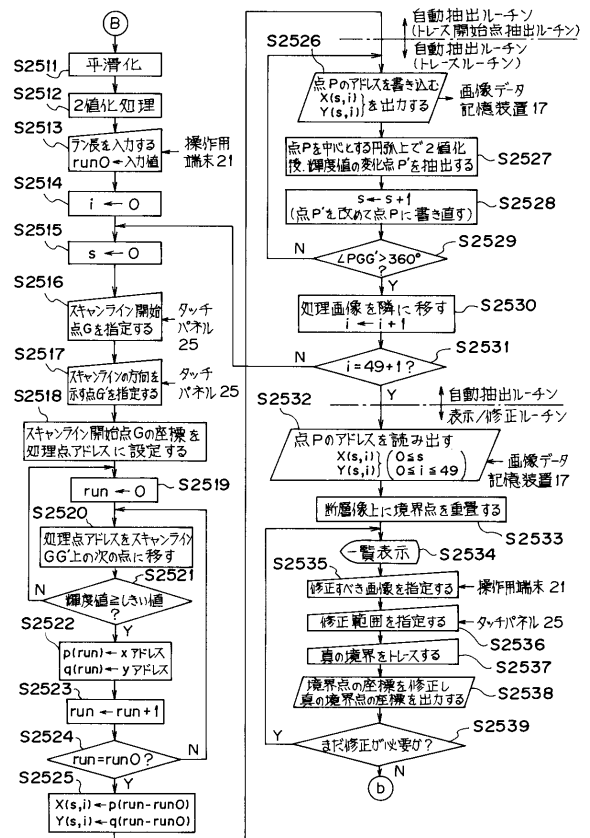 B
S2511
平滑化
S2512
2値化処理
S2513
ラン長を入力する
run0←入力値
操作用
端末21
S2514
i ← 0
S2515
s ← 0
S2516
スキャンライン開始
点Gを指定する
タッチ
パネル
25
S2517
スキャンラインの方向を
示す点G'を指定する
タッチ
パネル25
S2518
スキャンライン開始点Gの座標を
処理点アドレスに設定する
run ← 0
S2519
S2520
処理点アドレスをスキャンライン
GG'上の次の点に移す
S2521
輝度値≧しきい値
?
N
Y
S2522
p(run)←xアドレス
q(run)←yアドレス
S2523
run ← run+1
S2524
run=run0?
N
Y
S2525
X(s,i)←p(run-run0)
Y(s,i)←q(run-run0)
自動抽出ルーチン
(トレース開始点抽出ルーチン)
自動抽出ルーチン
(トレースルーチン)
S2526
点Pのアドレスを書き込む
X(s,i)
Y(s,i)
}を出力する
画像データ
記憶装置17
点Pを中心とする円弧上で2値化
後、輝度値の変化点P'を抽出する
S2527
s←s+1
(点P'を改めて点Pに書き直す)
S2528
∠PGG'>360°
?
S2529
N
Y
処理画像を隣に移す
i ← i+1
S2530
i=49+1?
S2531
N
Y
自動抽出ルーチン
表示/修正ルーチン
S2532
点Pのアドレスを読み出す
X(s,i)
Y(s,i)
}
(0≦s
0≦i≦49)
画像データ
記憶装置17
断層像上に境界点を重畳する
S2533
一覧表示
S2534
S2535
修正すべき画像を指定する
操作用端末21
修正範囲を指定する
タッチパネル25
S2536
真の境界をトレースする
S2537
境界点の座標を修正し
真の境界点の座標を出力する
S2538
まだ修正が必要か?
S2539
Y
N
b